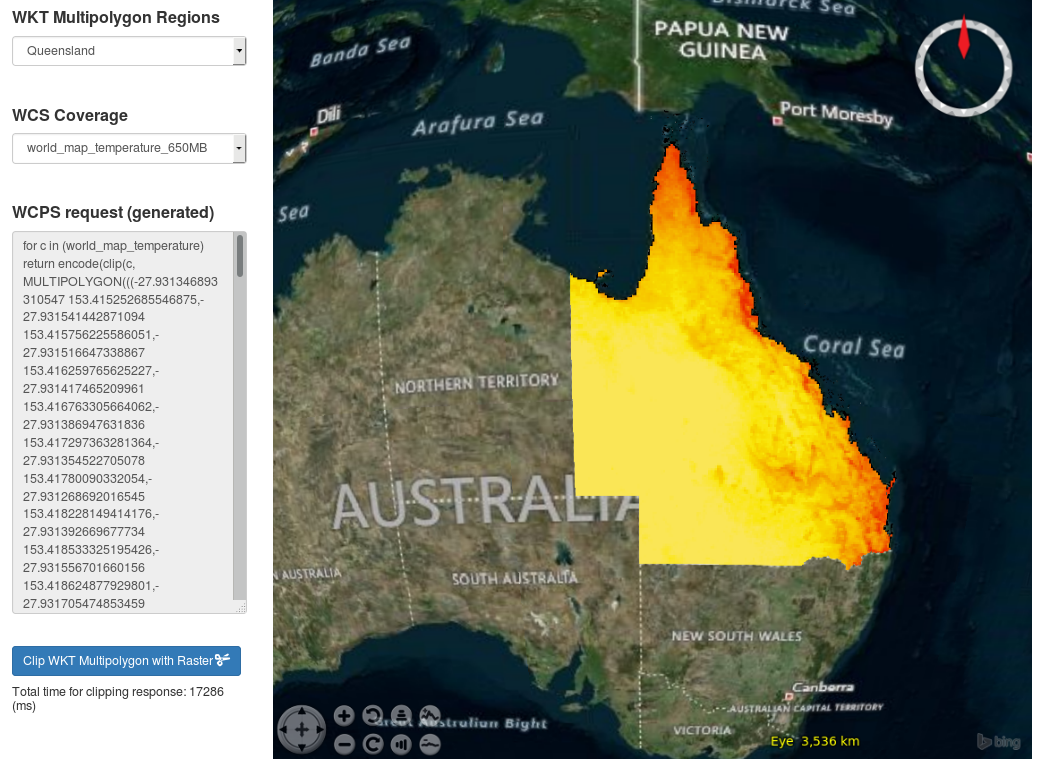 WKT Multipolygon Regions
Queensland
WCS Coverage
world_map_temperature_650MB
WCPS request (generated)
for c in (world_map_temperature)
return encode(clip(c,
MULTIPOLYGON(((-27.931346893
310547 153.415252685546875,-
27.931541442871094
153.415756225586051,-
27.931516647338867
153.416259765625227,-
27.931417465209961
153.416763305664062,-
27.931386947631836
153.417297363281364,-
27.931354522705078
153.41780090332054,-
27.931268692016545
153.418228149414176,-
27.931392669677734
153.418533325195426,-
27.931556701660156
153.418624877929801,-
27.931705474853459
Clip WKT Multipolygon with Raster
Total time for clipping response: 17286
(ms)
Bismarck Sea
PAPUA NEW
GUINEA
Banda Sea
Dili
Port Moresby
Arafura Sea
Sea
Coral Sea
NORTHERN TERRITORY
AUSTRALIA
N AUSTRALIA
SOUTH AUSTRALIA
NEW SOUTH WALES
Canberra
AUSTRALIAN CAPITAL TERRITORY
Great Australian Bight
VICTORIA
Eye 3,536 km
bing